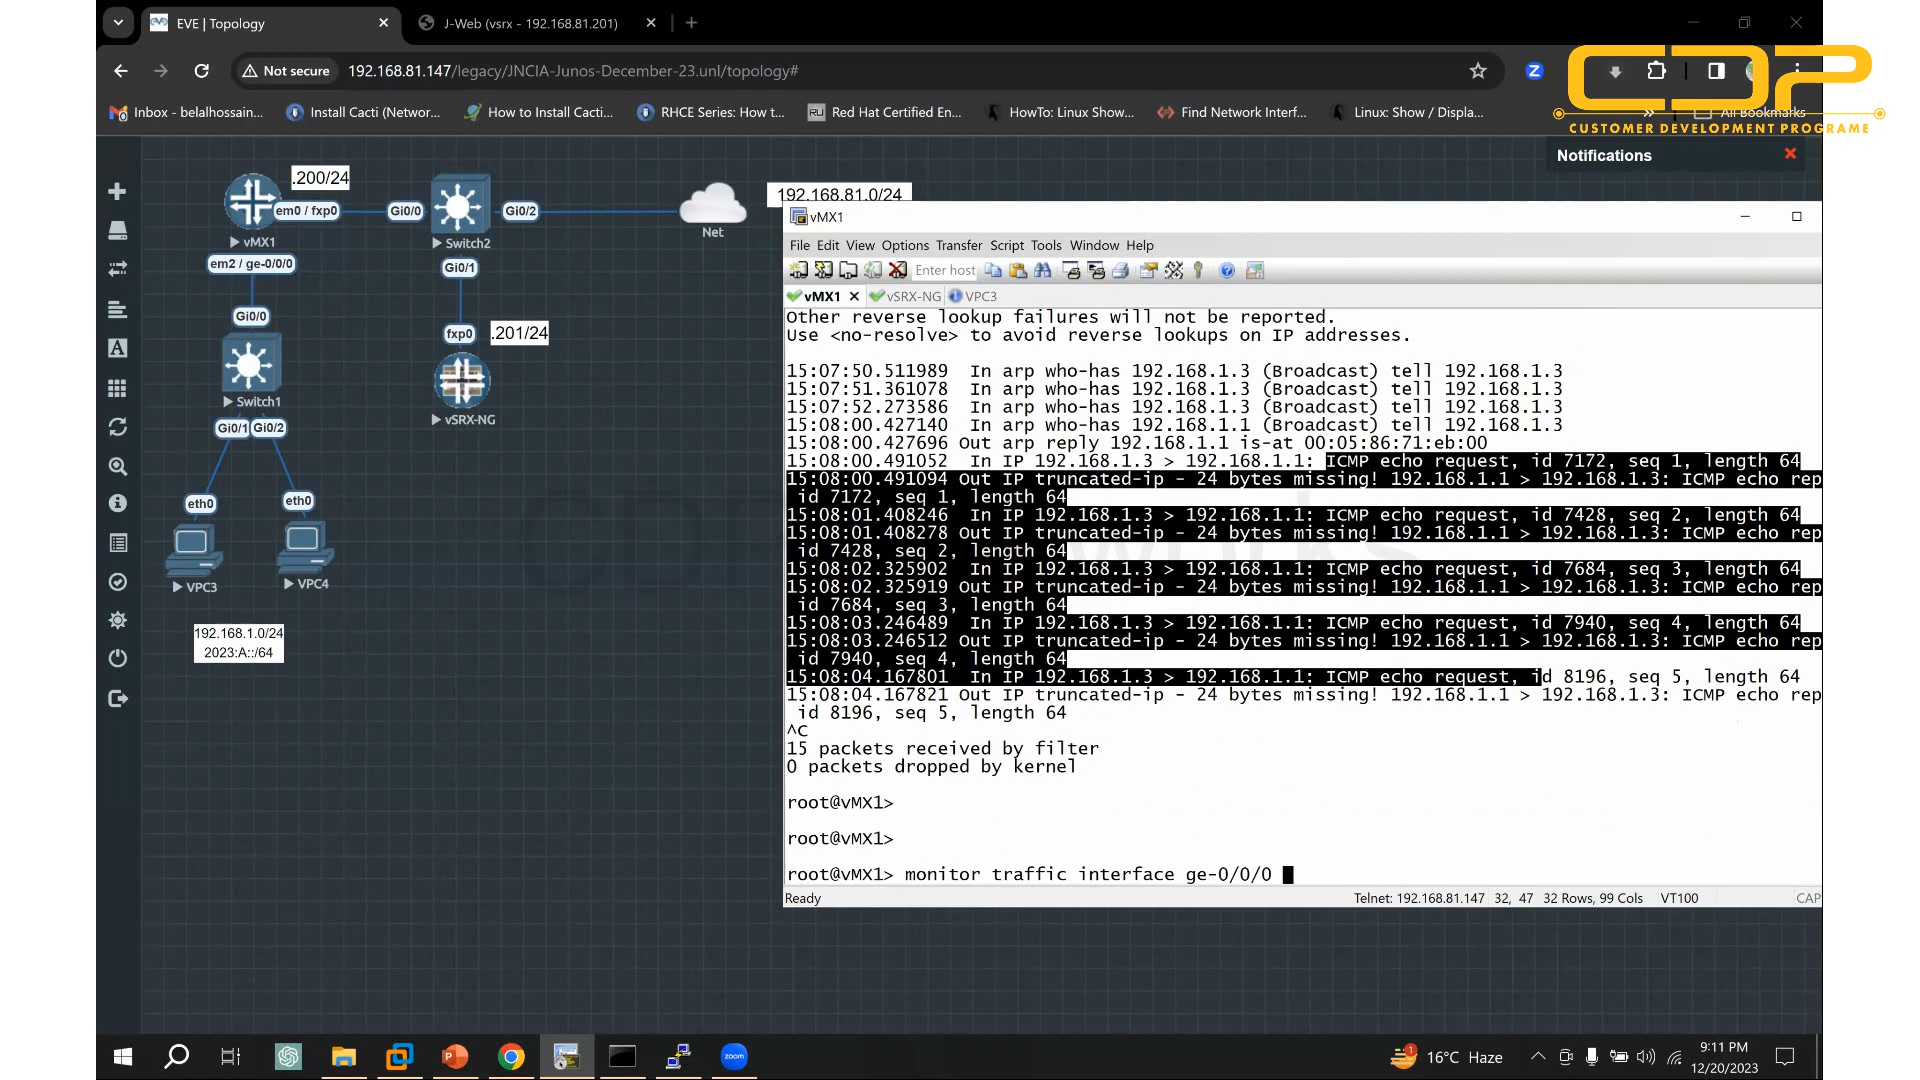 EVE | Topology
J-Web (vsrx - 192.168.81.201)
Not secure
192.168.81.147/legacy/JNCIA-Junos-December-23.unl/topology#
CDP
CUSTOMER DEVELOPMENT PROGRAME
Inbox - belalhossain...
Install Cacti (Networ...
How to Install Cacti...
RHCE Series: How t...
RU
Red Hat Certified En...
HowTo: Linux Show...
Find Network Interf...
Linux: Show / Displa...
All Bookmarks
Notifications
.200/24
em0 / fxp0
Gi0/0
Gi0/2
Net
192.168.81.0/24
vMX1
Switch2
em2 / ge-0/0/0
Gi0/1
Gi0/0
fxp0
.201/24
Switch1
vSRX-NG
Gi0/1
Gi0/2
eth0
eth0
VPC3
VPC4
192.168.1.0/24
2023:A::/64
vMX1
File Edit View Options Transfer Script Tools Window Help
Enter host
vMX1
vSRX-NG
VPC3
Other reverse lookup failures will not be reported.
Use <no-resolve> to avoid reverse lookups on IP addresses.
15:07:50.511989  In arp who-has 192.168.1.3 (Broadcast) tell 192.168.1.3
15:07:51.361078  In arp who-has 192.168.1.3 (Broadcast) tell 192.168.1.3
15:07:52.273586  In arp who-has 192.168.1.3 (Broadcast) tell 192.168.1.3
15:08:00.427140  In arp who-has 192.168.1.1 (Broadcast) tell 192.168.1.3
15:08:00.427696 Out arp reply 192.168.1.1 is-at 00:05:86:71:eb:00
15:08:00.491052  In IP 192.168.1.3 > 192.168.1.1: ICMP echo request, id 7172, seq 1, length 64
15:08:00.491094 Out IP truncated-ip - 24 bytes missing! 192.168.1.1 > 192.168.1.3: ICMP echo rep
id 7172, seq 1, length 64
15:08:01.408246  In IP 192.168.1.3 > 192.168.1.1: ICMP echo request, id 7428, seq 2, length 64
15:08:01.408278 Out IP truncated-ip - 24 bytes missing! 192.168.1.1 > 192.168.1.3: ICMP echo rep
id 7428, seq 2, length 64
15:08:02.325902  In IP 192.168.1.3 > 192.168.1.1: ICMP echo request, id 7684, seq 3, length 64
15:08:02.325919 Out IP truncated-ip - 24 bytes missing! 192.168.1.1 > 192.168.1.3: ICMP echo rep
id 7684, seq 3, length 64
15:08:03.246489  In IP 192.168.1.3 > 192.168.1.1: ICMP echo request, id 7940, seq 4, length 64
15:08:03.246512 Out IP truncated-ip - 24 bytes missing! 192.168.1.1 > 192.168.1.3: ICMP echo rep
id 7940, seq 4, length 64
15:08:04.167801  In IP 192.168.1.3 > 192.168.1.1: ICMP echo request, id 8196, seq 5, length 64
15:08:04.167821 Out IP truncated-ip - 24 bytes missing! 192.168.1.1 > 192.168.1.3: ICMP echo rep
id 8196, seq 5, length 64
^C
15 packets received by filter
0 packets dropped by kernel
root@vMX1>
root@vMX1>
root@vMX1> monitor traffic interface ge-0/0/0
Ready
Telnet: 192.168.81.147
32, 47
32 Rows, 99 Cols
VT100
CAP
zoom
1
16°C Haze
9:11 PM
12/20/2023